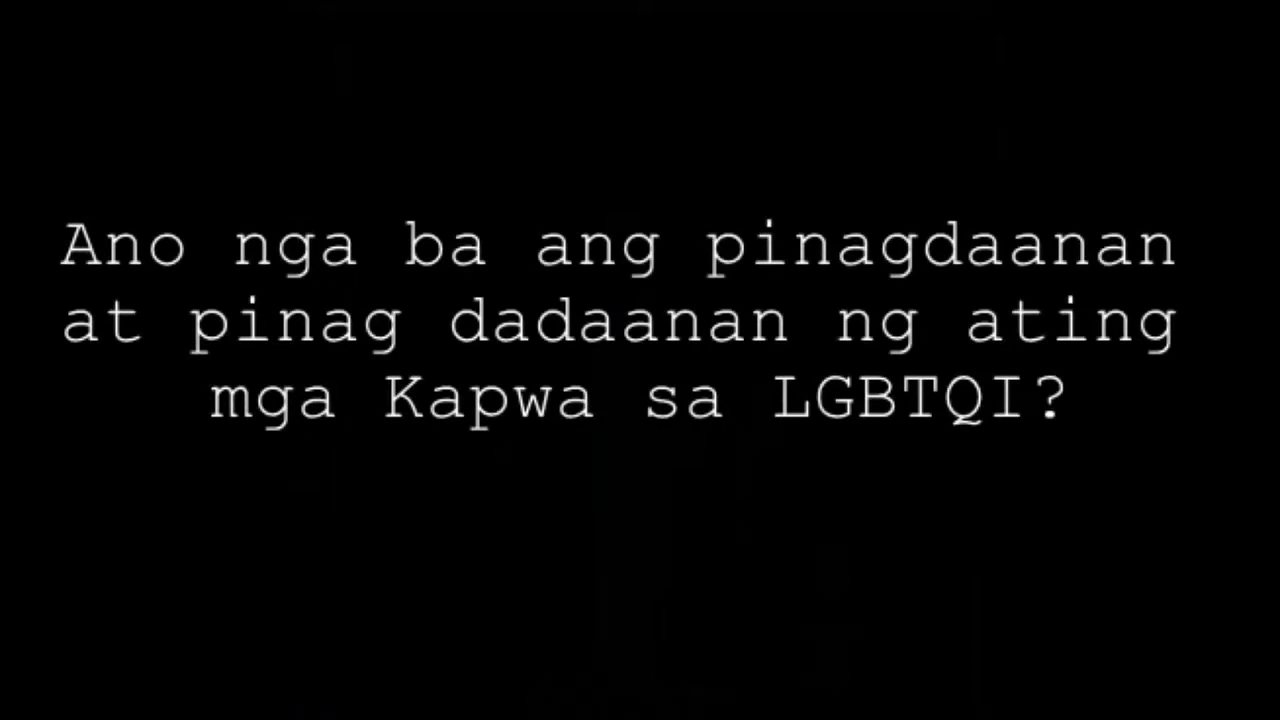 Ano nga ba ang pinagdaanan
at pinag dadaanan ng ating
mga Kapwa sa LGBTQI?